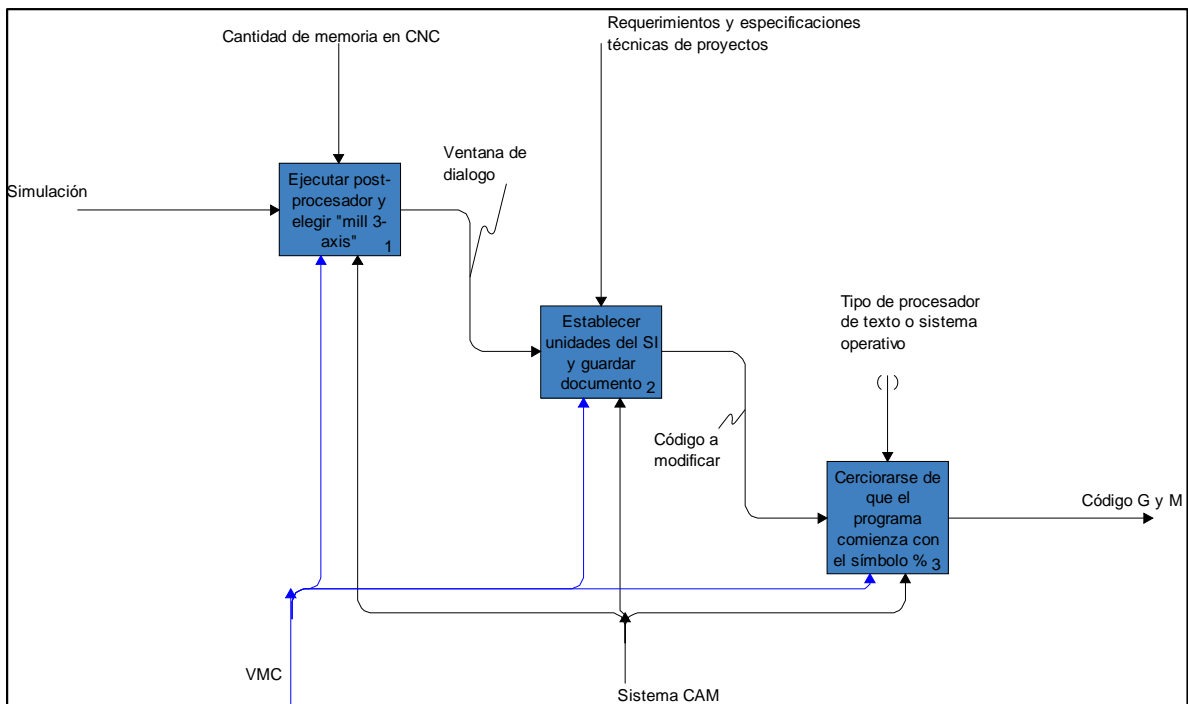 Requerimientos y especificaciones
técnicas de proyectos
Cantidad de memoria en CNC
Ventana de
dialogo
Simulación
Ejecutar post-
procesador y
elegir "mill 3-
axis"
1
Establecer
unidades del SI
y guardar
documento
2
Tipo de procesador
de texto o sistema
operativo
( )
Código a
modificar
Cerciorarse de
que el
programa
comienza con
el símbolo %
3
Código G y M
VMC
Sistema CAM